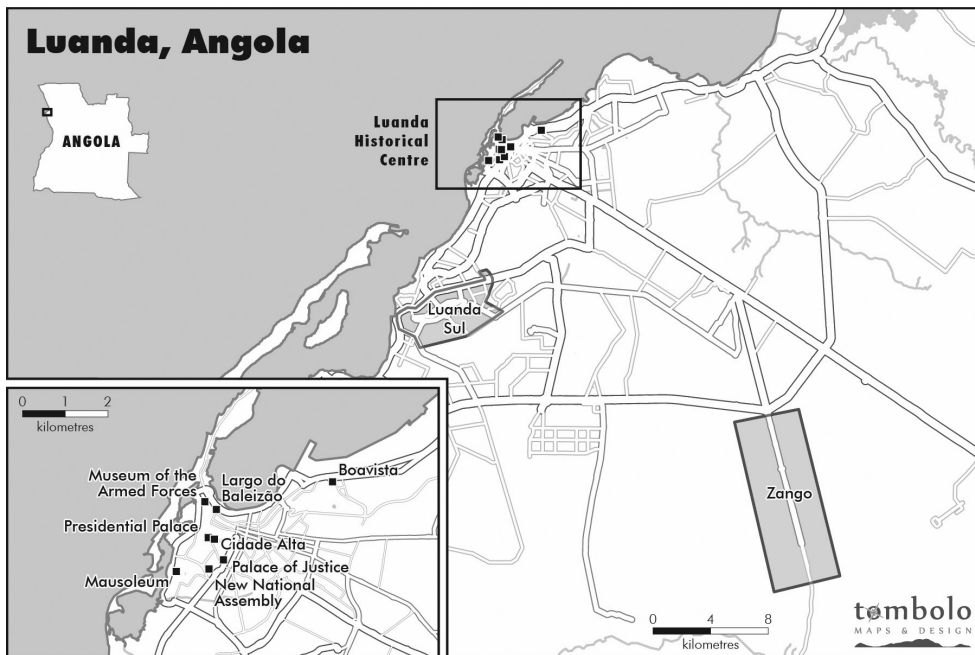 Luanda, Angola
ANGOLA
Luanda
Historical
Centre
Luanda
Sul
Zango
0 1 2
kilometres
Museum of the
Armed Forces
Largo do
Baleizão
Boavista
Presidential Palace
Cidade Alta
Palace of Justice
Mausoleum
New National
Assembly
0 4 8
kilometres
tombolo
MAPS & DESIGN